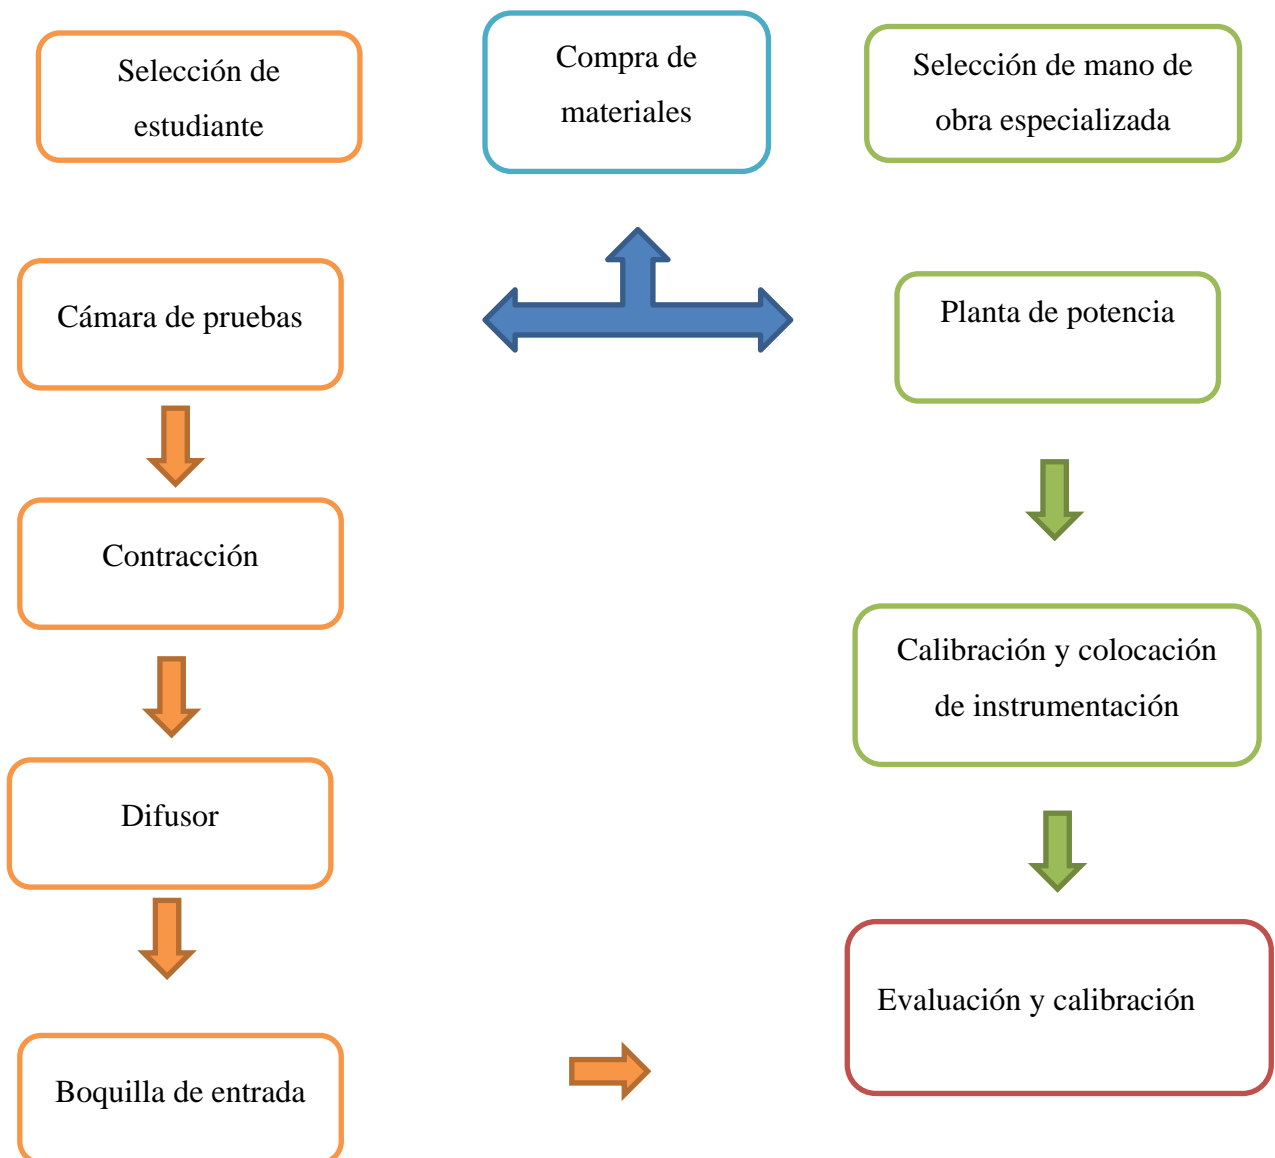 Selección de
estudiante
Compra de
materiales
Selección de mano de
obra especializada
Cámara de pruebas
Planta de potencia
Contracción
Calibración y colocación
de instrumentación
Difusor
Evaluación y calibración
Boquilla de entrada